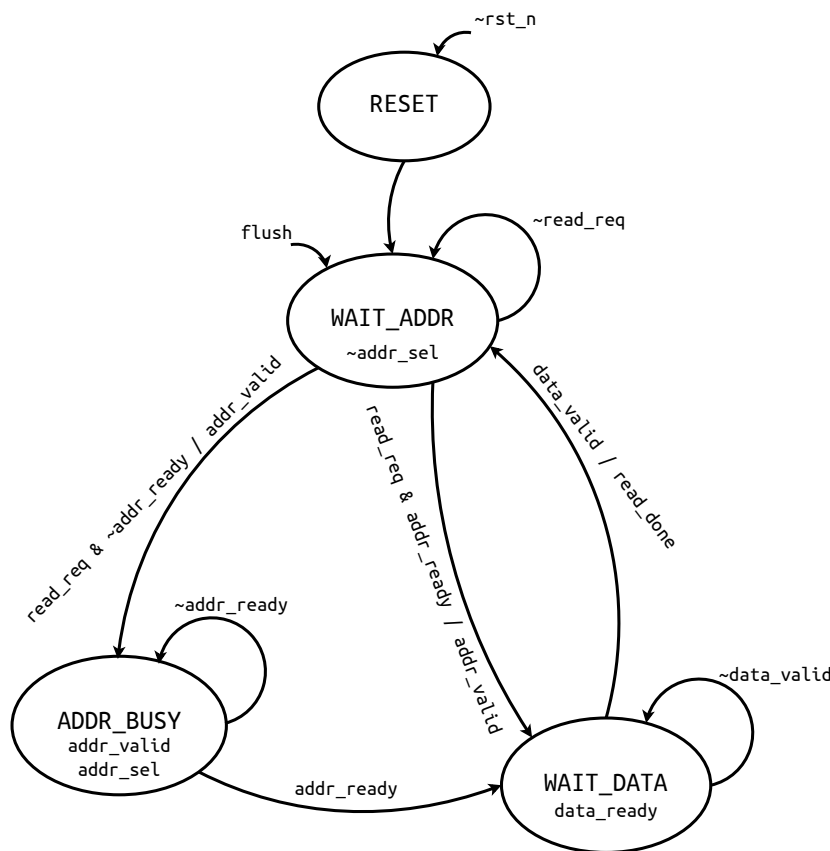 ~rst_n
RESET
flush
~read_req
WAIT_ADDR
~addr_sel
read_req & ~addr_ready / addr_valid
read_req & addr_ready / addr_valid
data_valid / read_done
~addr_ready
ADDR_BUSY
addr_valid
addr_sel
addr_ready
~data_valid
WAIT_DATA
data_ready